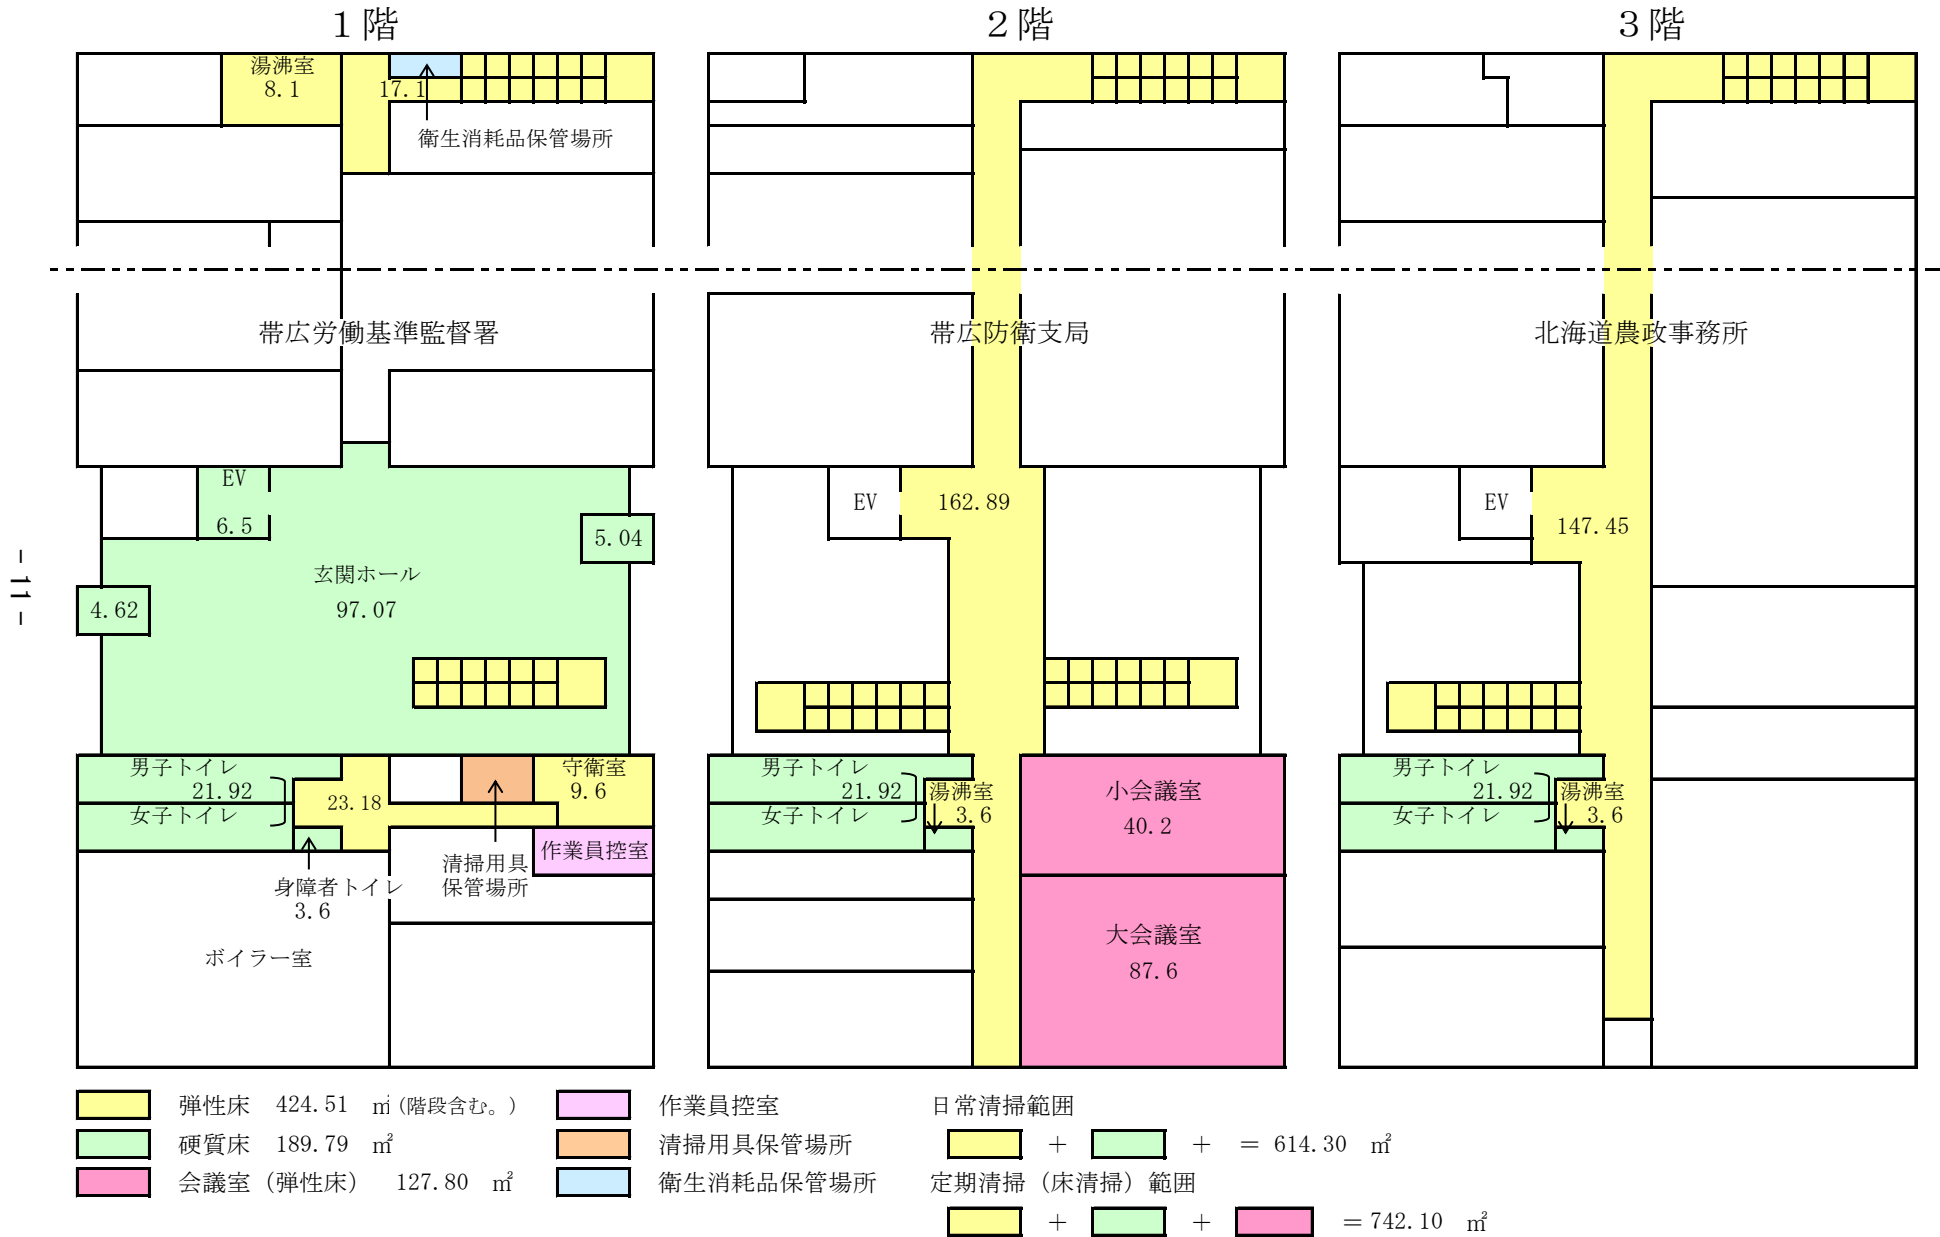 １階
２階
３階
湯沸室
8.1
17.1
衛生消耗品保管場所
帯広労働基準監督署
帯広防衛支局
北海道農政事務所
EV
6.5
5.04
玄関ホール
97.07
4.62
EV
162.89
EV
147.45
男子トイレ
21.92
女子トイレ
23.18
守衛室
9.6
作業員控室
清掃用具
保管場所
身障者トイレ
3.6
ボイラー室
男子トイレ
21.92
女子トイレ
湯沸室
3.6
小会議室
40.2
大会議室
87.6
男子トイレ
21.92
女子トイレ
湯沸室
3.6
弾性床 424.51 ㎡（階段含む。）
硬質床 189.79 ㎡
会議室（弾性床） 127.80 ㎡
作業員控室
清掃用具保管場所
衛生消耗品保管場所
日常清掃範囲
＋ ＋ ＝ 614.30 ㎡
定期清掃（床清掃）範囲
＋ ＋ ＝ 742.10 ㎡
- 11 -